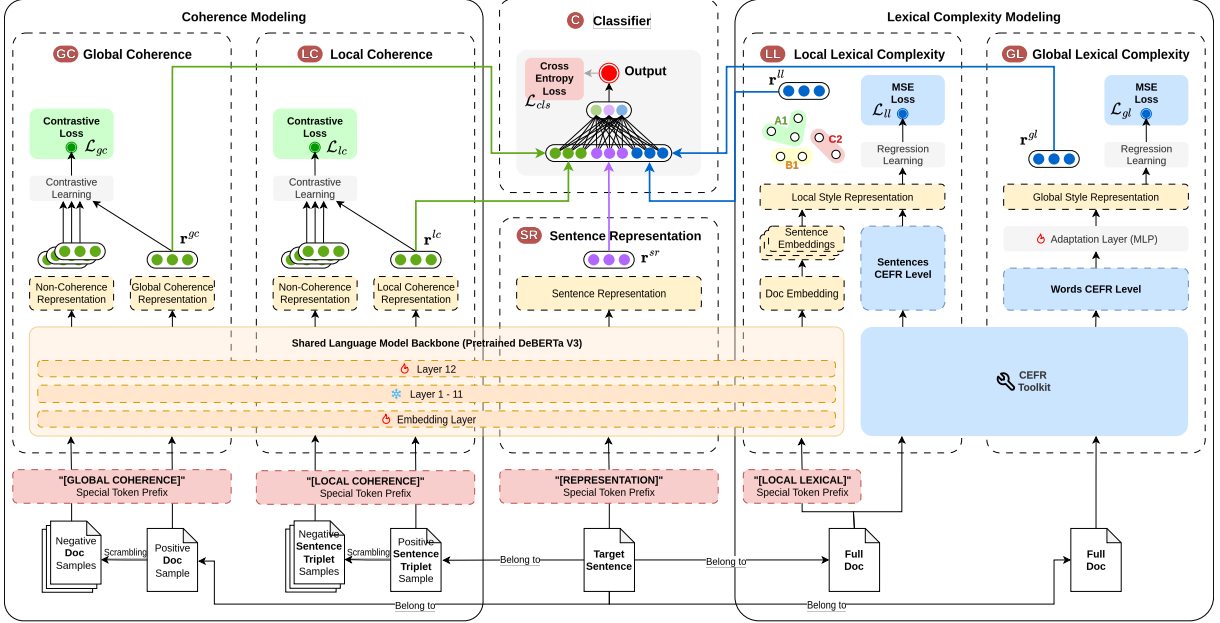 Coherence Modeling
C Classifier
Lexical Complexity Modeling
GC Global Coherence
LC Local Coherence
LL Local Lexical Complexity
GL Global Lexical Complexity
Contrastive
Loss
ℒgc
Contrastive
Learning
r^gc
Non-Coherence
Representation
Global Coherence
Representation
Contrastive
Loss
ℒlc
Contrastive
Learning
r^lc
Non-Coherence
Representation
Local Coherence
Representation
Cross
Entropy
Loss
ℒcls
Output
SR Sentence Representation
r^sr
Sentence Representation
r^ll
A1
C2
B1
MSE
Loss
ℒll
Regression
Learning
Local Style Representation
Sentence
Embeddings
Doc Embedding
Sentences
CEFR Level
MSE
Loss
ℒgl
r^gl
Regression
Learning
Global Style Representation
Adaptation Layer (MLP)
Words CEFR Level
Shared Language Model Backbone (Pretrained DeBERTa V3)
Layer 12
Layer 1 - 11
Embedding Layer
CEFR
Toolkit
"[GLOBAL COHERENCE]"
Special Token Prefix
"[LOCAL COHERENCE]"
Special Token Prefix
"[REPRESENTATION]"
Special Token Prefix
"[LOCAL LEXICAL]"
Special Token Prefix
Negative
Doc
Samples
Scrambling
Positive
Doc
Sample
Negative
Sentence
Triplet
Samples
Scrambling
Positive
Sentence
Triplet
Sample
Belong to
Target
Sentence
Belong to
Full
Doc
Full
Doc
Belong to
Belong to